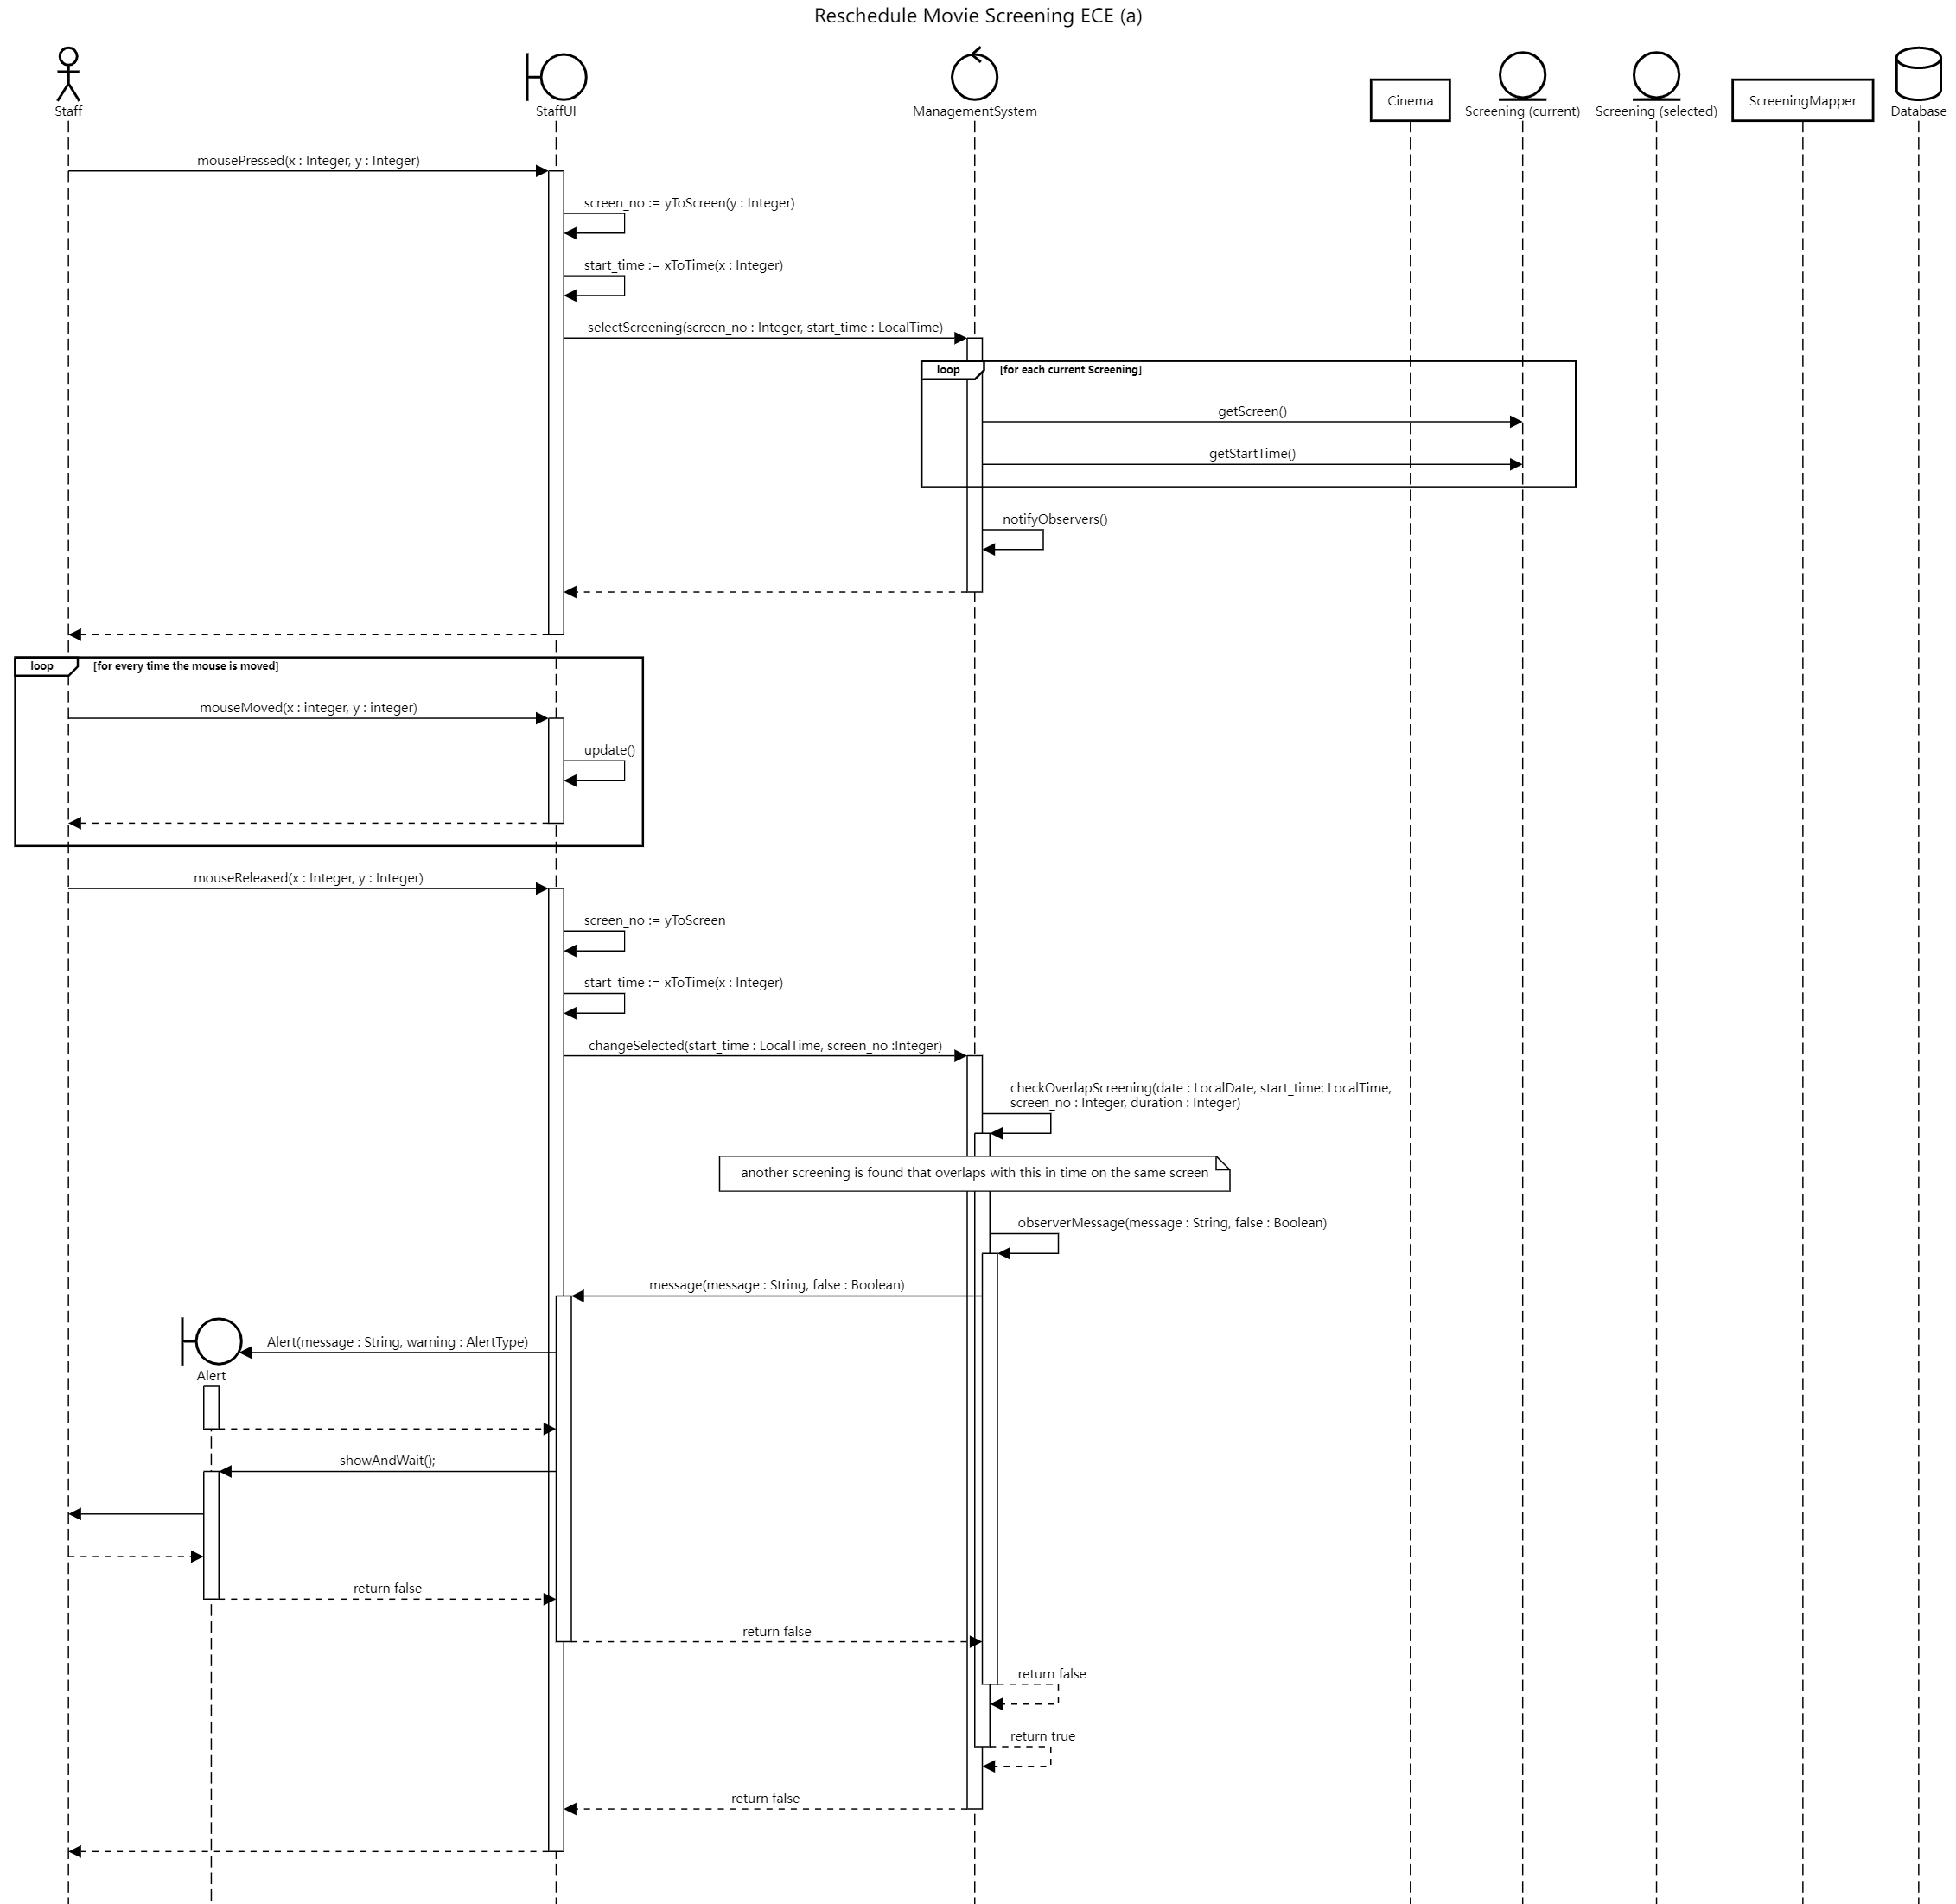 Reschedule Movie Screening ECE (a)
Staff
StaffUI
ManagementSystem
Cinema
Screening (current)
Screening (selected)
ScreeningMapper
Database
mousePressed(x : Integer, y : Integer)
screen_no := yToScreen(y : Integer)
start_time := xToTime(x : Integer)
selectScreening(screen_no : Integer, start_time : LocalTime)
loop
[for each current Screening]
getScreen()
getStartTime()
notifyObservers()
loop
[for every time the mouse is moved]
mouseMoved(x : integer, y : integer)
update()
mouseReleased(x : Integer, y : Integer)
screen_no := yToScreen
start_time := xToTime(x : Integer)
changeSelected(start_time : LocalTime, screen_no :Integer)
checkOverlapScreening(date : LocalDate, start_time: LocalTime,
screen_no : Integer, duration : Integer)
another screening is found that overlaps with this in time on the same screen
observerMessage(message : String, false : Boolean)
message(message : String, false : Boolean)
Alert(message : String, warning : AlertType)
Alert
showAndWait();
return false
return false
return false
return true
return false